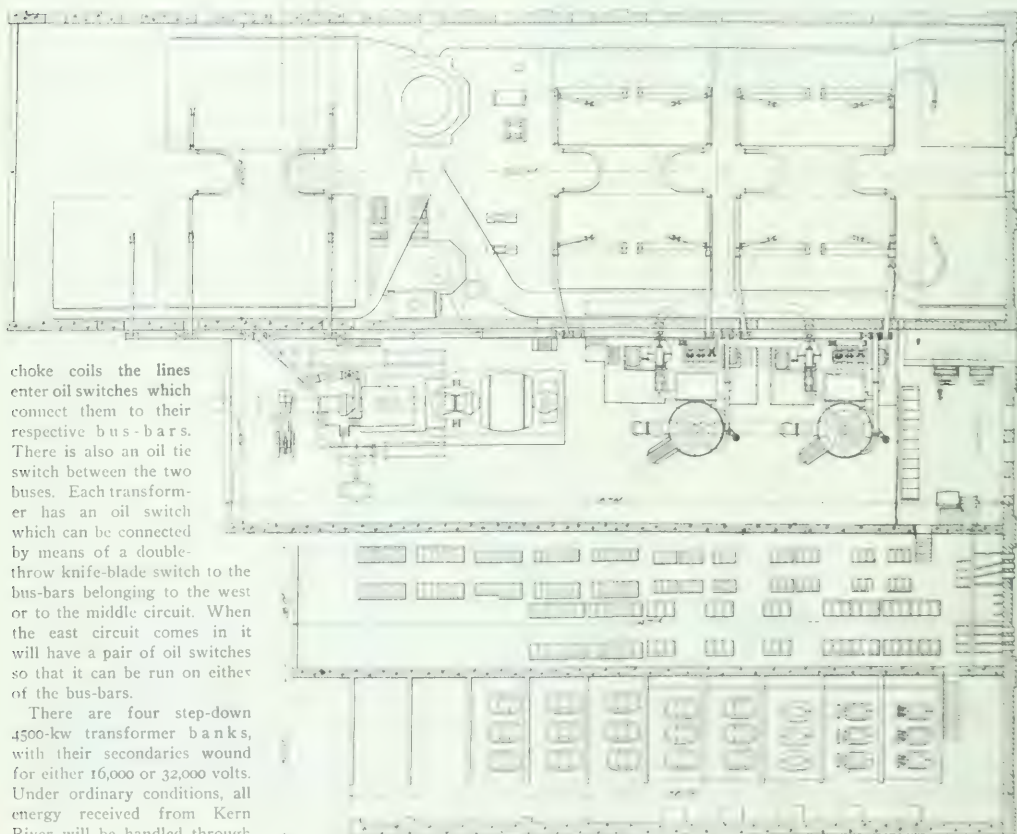 choke coils the lines
enter oil switches which
connect them to their
respective bus-bars.
There is also an oil tie
switch between the two
buses. Each transform-
er has an oil switch
which can be connected
by means of a double-
throw knife-blade switch to the
bus-bars belonging to the west
or to the middle circuit. When
the east circuit comes in it
will have a pair of oil switches
so that it can be run on either
of the bus-bars.
There are four step-down
4500-kw transformer banks,
with their secondaries wound
for either 16,000 or 32,000 volts.
Under ordinary conditions, all
energy received from Kern
River will be handled through